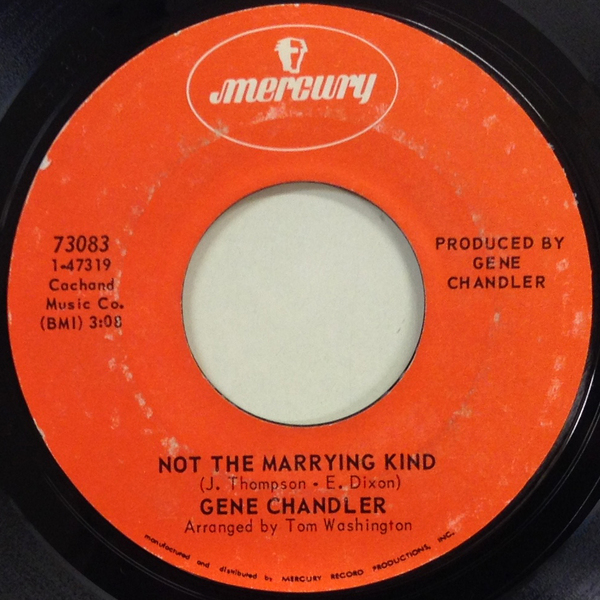 mercury
73083
1-47319
Cachand
Music Co.
(BMI) 3:08
PRODUCED BY
GENE
CHANDLER
NOT THE MARRYING KIND
(J. Thompson - E. Dixon)
GENE CHANDLER
Arranged by Tom Washington
manufactured and distributed by MERCURY RECORD PRODUCTIONS, INC.